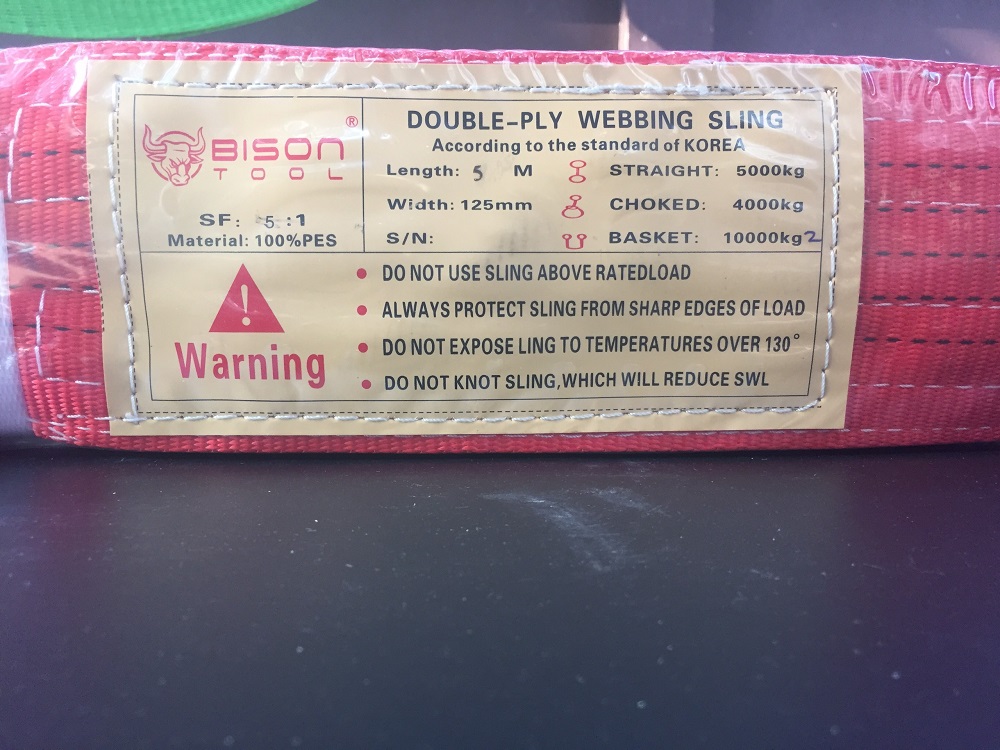 BISON®
TOOL
SF: 5 :1
Material: 100%PES
DOUBLE-PLY WEBBING SLING
According to the standard of KOREA
Length: 5 M STRAIGHT: 5000kg
Width: 125mm CHOKED: 4000kg
S/N: BASKET: 10000kg2
Warning
• DO NOT USE SLING ABOVE RATEDLOAD
• ALWAYS PROTECT SLING FROM SHARP EDGES OF LOAD
• DO NOT EXPOSE LING TO TEMPERATURES OVER 130°
• DO NOT KNOT SLING,WHICH WILL REDUCE SWL